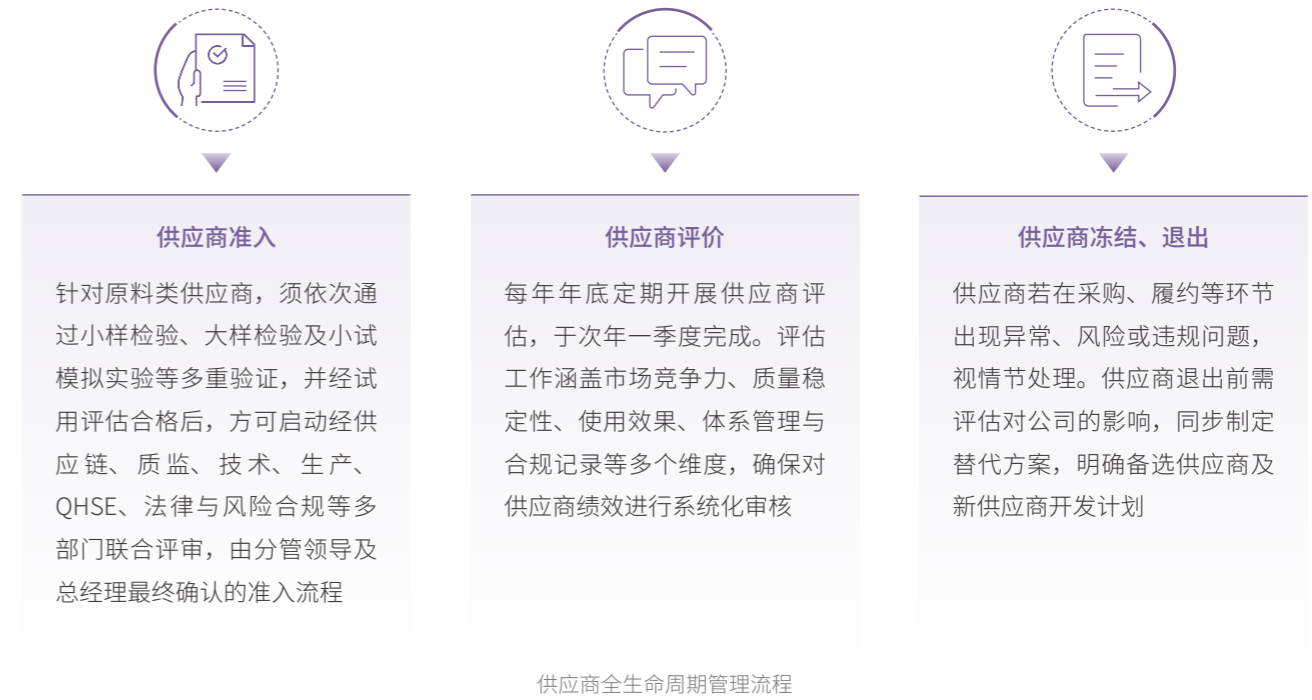 供应商准入
针对原料类供应商，须依次通
过小样检验、大样检验及小试
模拟实验等多重验证，并经试
用评估合格后，方可启动经供
应链、质监、技术、生产、
QHSE、法律与风险合规等多
部门联合评审，由分管领导及
总经理最终确认的准入流程
供应商评价
每年年底定期开展供应商评
估，于次年一季度完成。评估
工作涵盖市场竞争力、质量稳
定性、使用效果、体系管理与
合规记录等多个维度，确保对
供应商绩效进行系统化审核
供应商冻结、退出
供应商若在采购、履约等环节
出现异常、风险或违规问题，
视情节处理。供应商退出前需
评估对公司的影响，同步制定
替代方案，明确备选供应商及
新供应商开发计划
供应商全生命周期管理流程